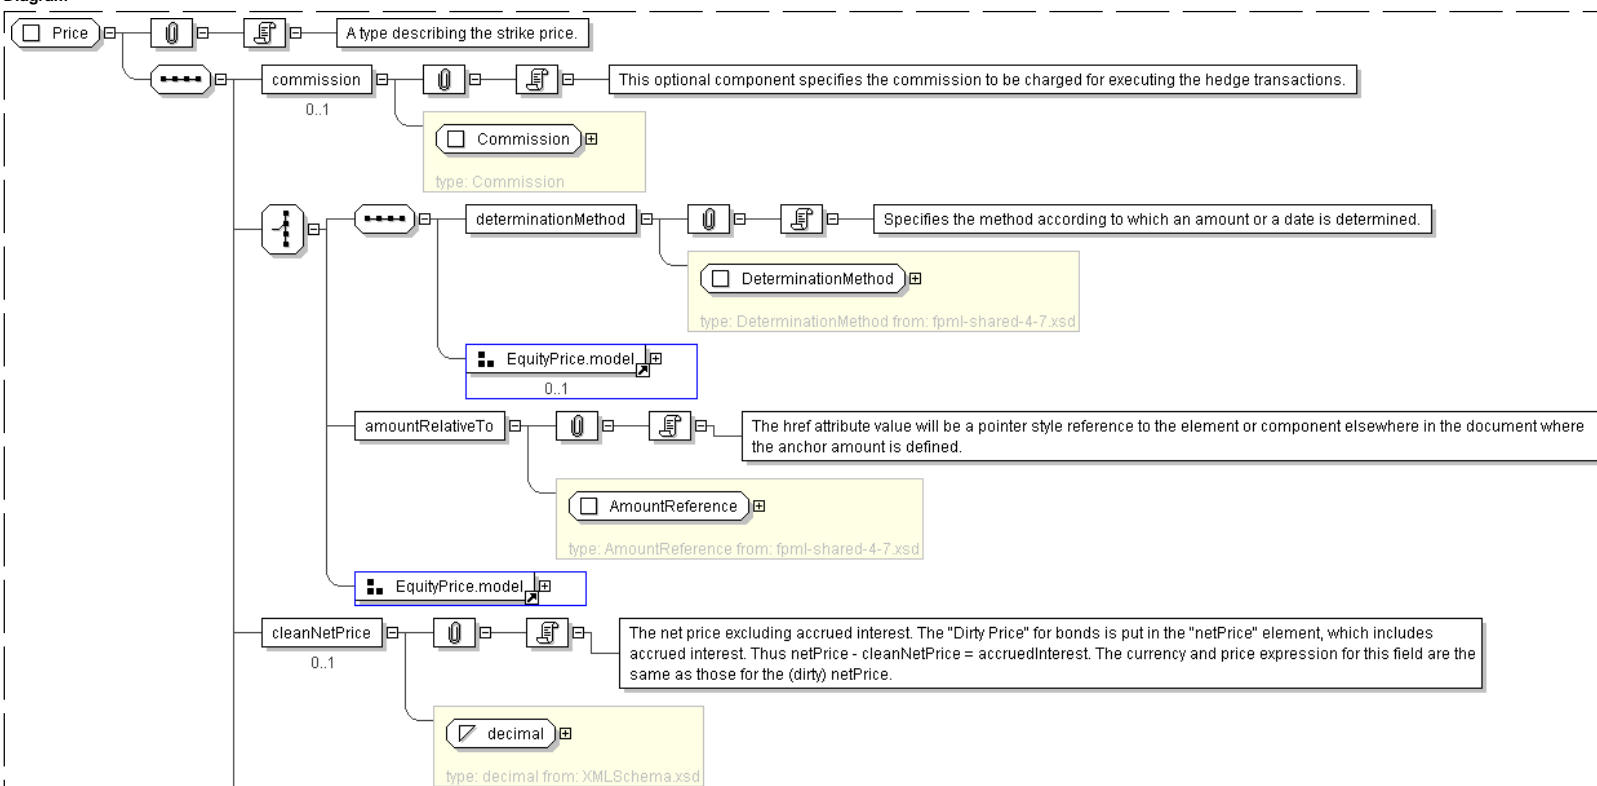 Diagram
Price
A type describing the strike price.
commission
This optional component specifies the commission to be charged for executing the hedge transactions.
0..1
Commission
type: Commission
determinationMethod
Specifies the method according to which an amount or a date is determined.
DeterminationMethod
type: DeterminationMethod from: fpml-shared-4-7.xsd
EquityPrice.model
0..1
amountRelativeTo
The href attribute value will be a pointer style reference to the element or component elsewhere in the document where
the anchor amount is defined.
AmountReference
type: AmountReference from: fpml-shared-4-7.xsd
EquityPrice.model
cleanNetPrice
0..1
The net price excluding accrued interest. The "Dirty Price" for bonds is put in the "netPrice" element, which includes
accrued interest. Thus netPrice - cleanNetPrice = accruedInterest. The currency and price expression for this field are the
same as those for the (dirty) netPrice.
decimal
type: decimal from: XMLSchema.xsd